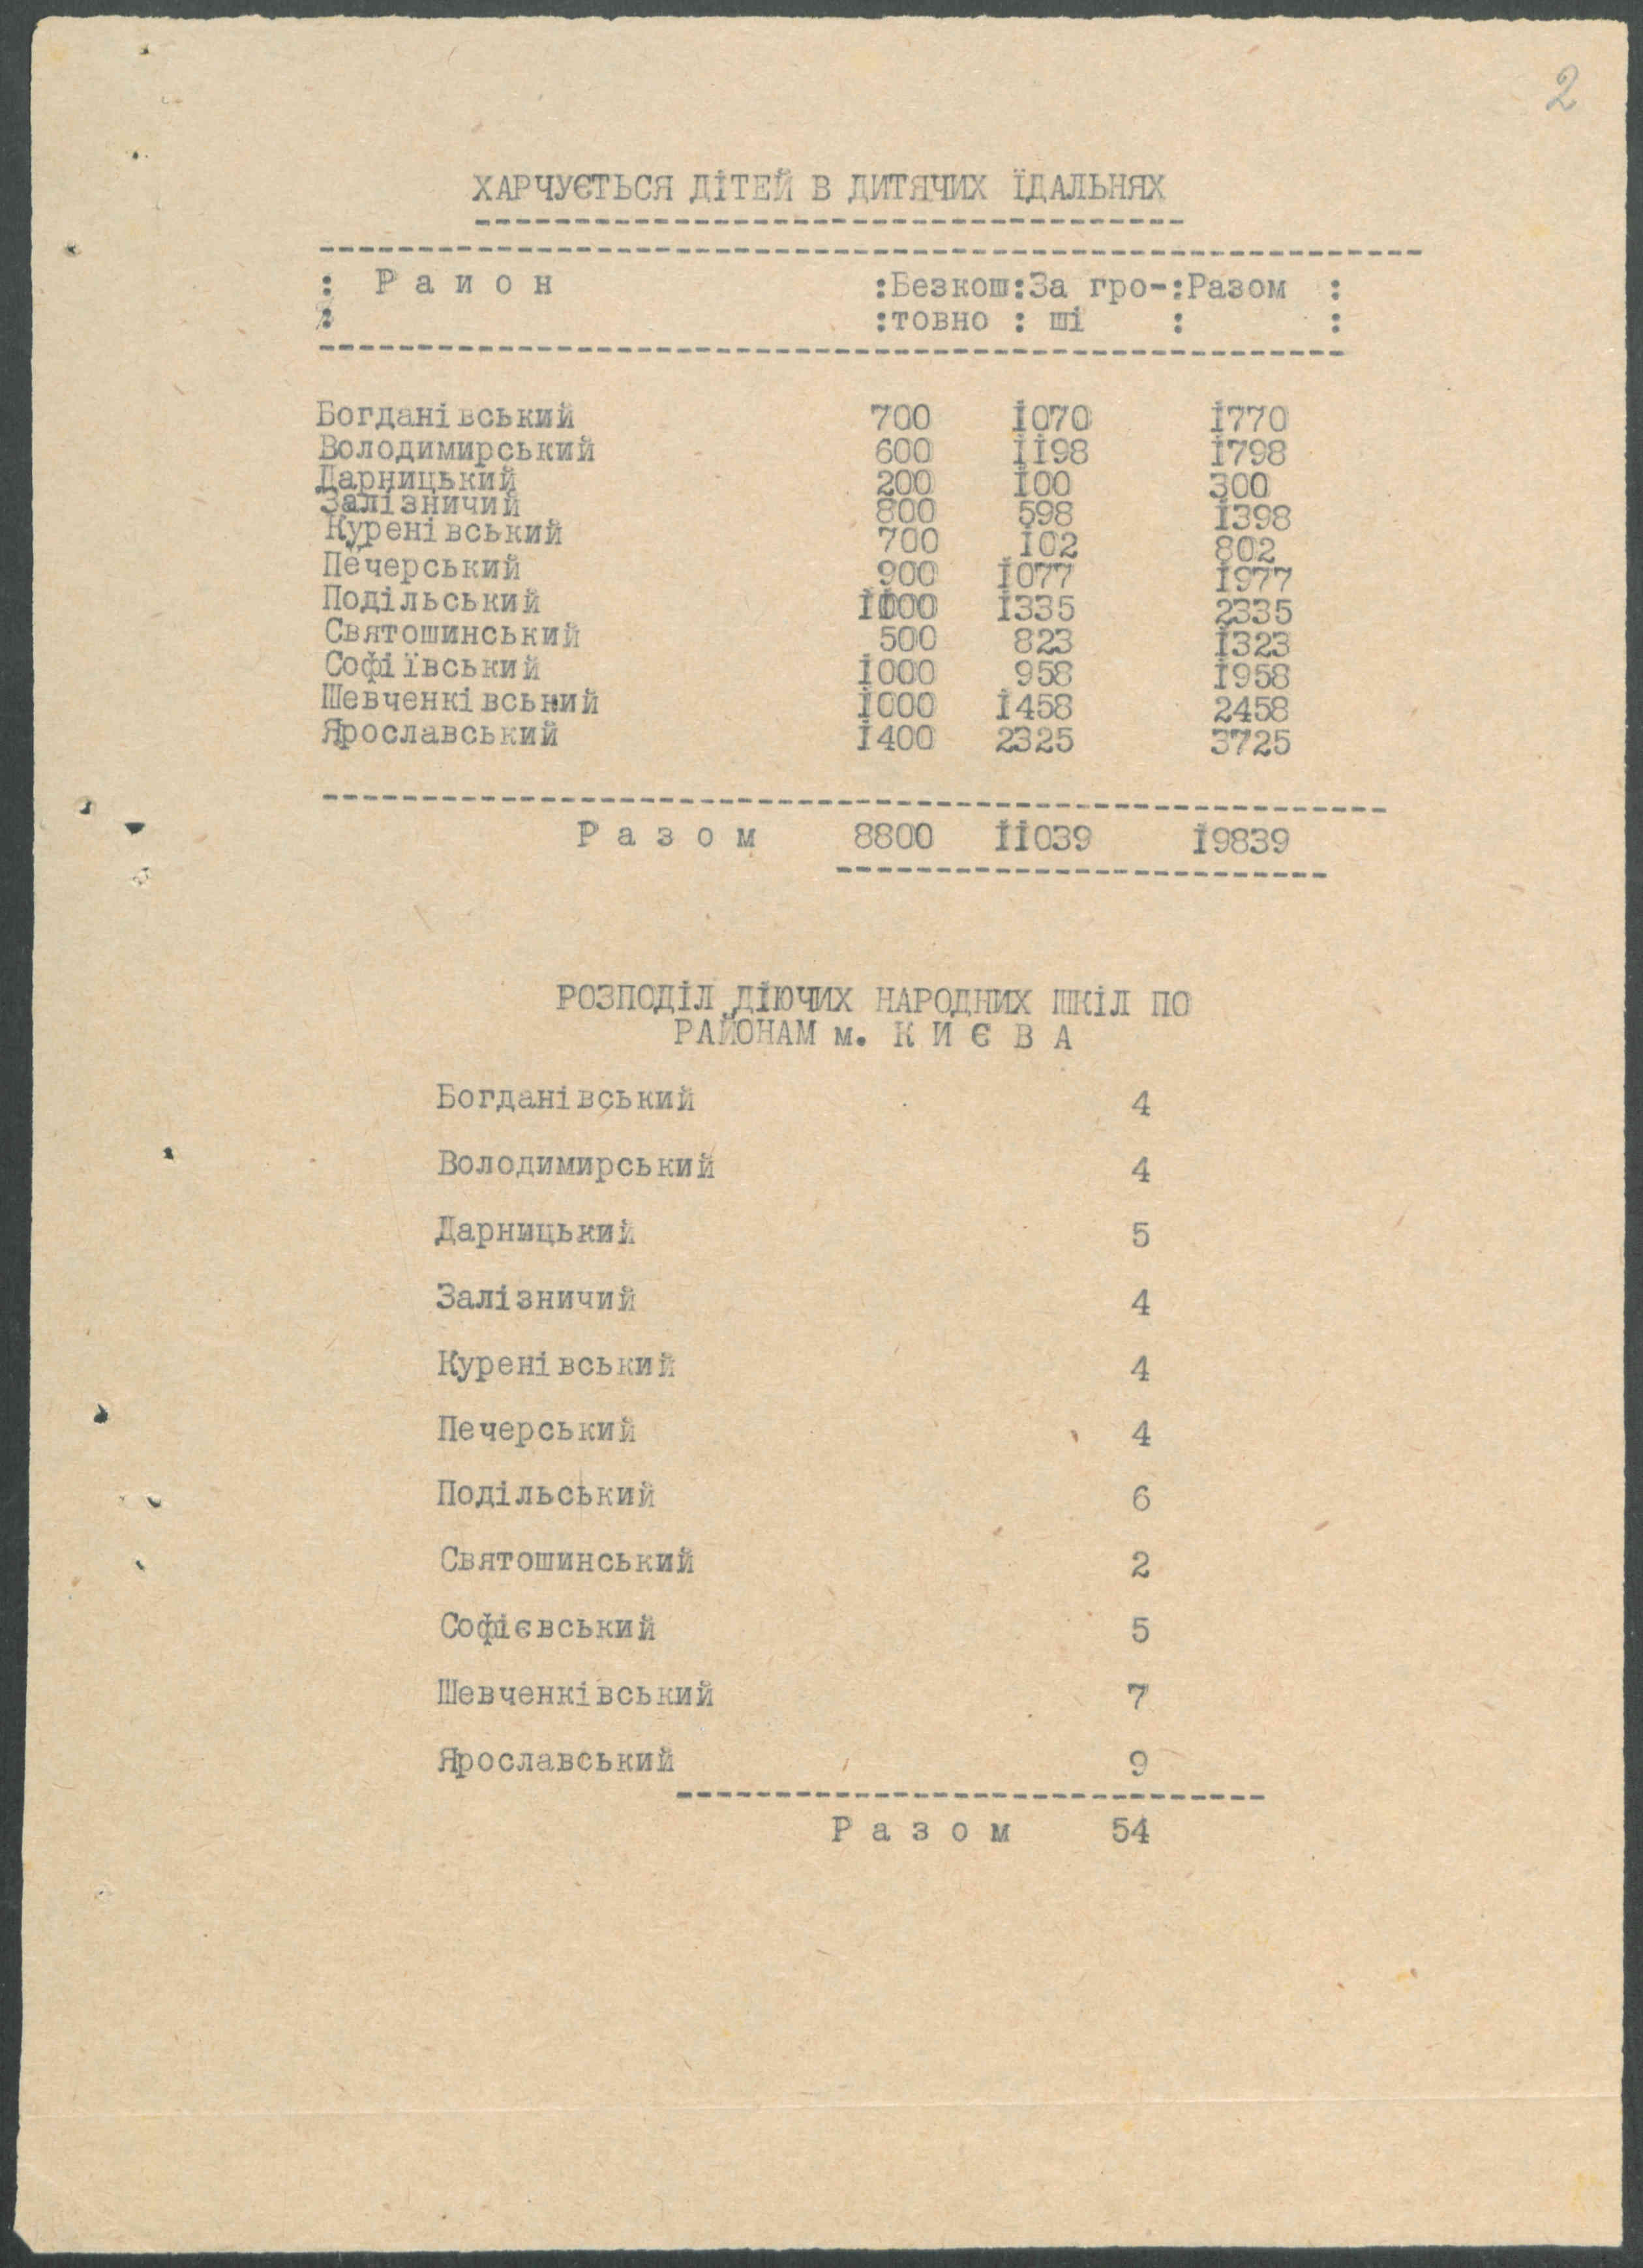 2
ХАРЧУЄТЬСЯ ДІТЕЙ В ДИТЯЧИХ ЇДАЛЬНЯХ
: Р а и о н :Безкош:За гро-:Разом :
: :товно : ші : :
Богданівський 700 1070 1770
Володимирський 600 1198 1798
Дарницький 200 100 300
Залізничий 800 598 1398
Куренівський 700 102 802
Печерський 900 1077 1977
Подільський 1000 1335 2335
Святошинський 500 823 1323
Софіївський 1000 958 1958
Шевченківський 1000 1458 2458
Ярославський 1400 2325 3725
Р а з о м 8800 11039 19839
РОЗПОДІЛ ДІЮЧИХ НАРОДНИХ ШКІЛ ПО
РАЙОНАМ м. К И Є В А
Богданівський 4
Володимирський 4
Дарницький 5
Залізничий 4
Куренівський 4
Печерський 4
Подільський 6
Святошинський 2
Софієвський 5
Шевченківський 7
Ярославський 9
Р а з о м 54